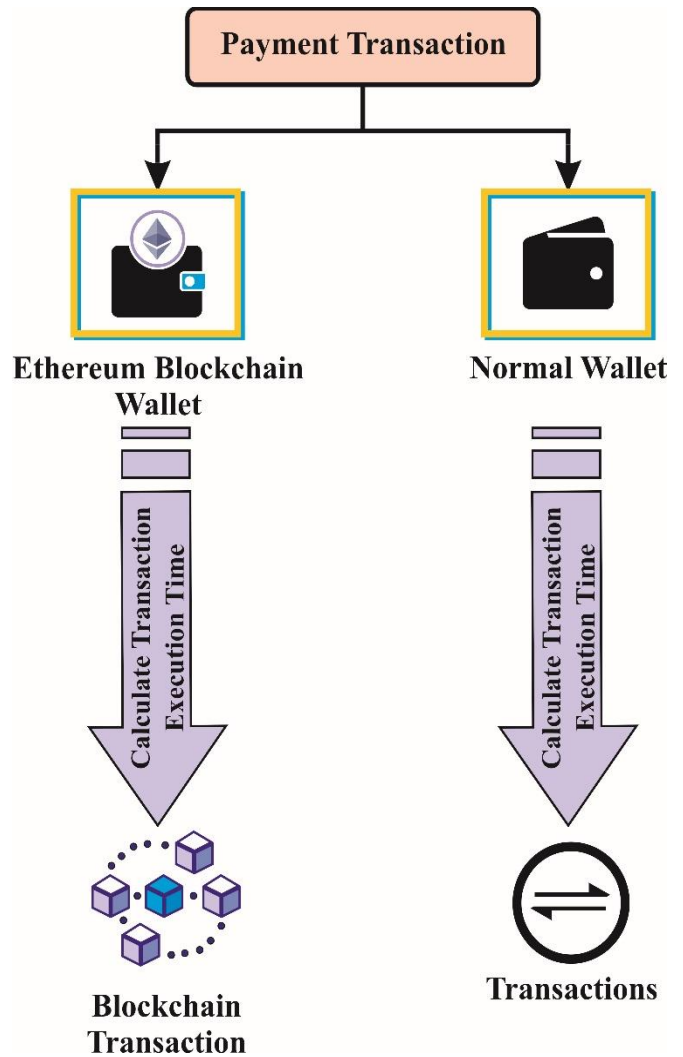 Payment Transaction
Ethereum Blockchain
Wallet
Normal Wallet
Calculate Transaction
Execution Time
Calculate Transaction
Execution Time
Blockchain
Transaction
Transactions